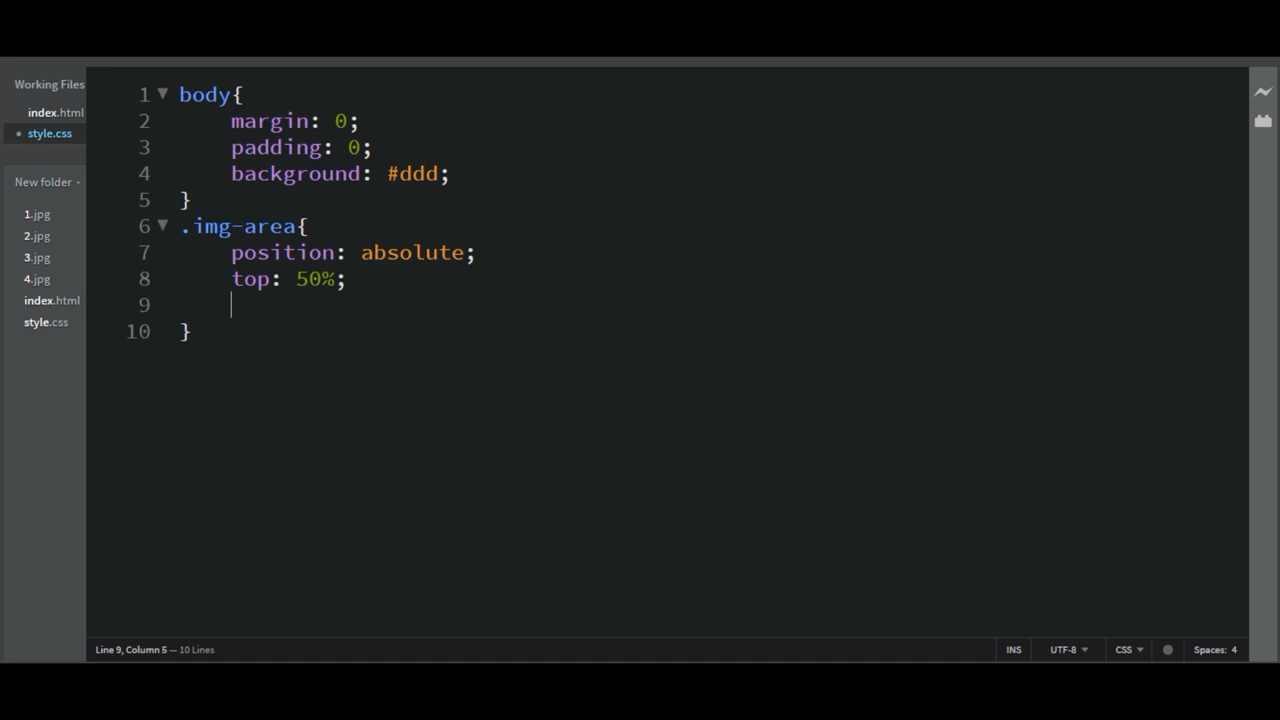 Working Files
index.html
style.css
New folder
1.jpg
2.jpg
3.jpg
4.jpg
index.html
style.css
1 body{
2     margin: 0;
3     padding: 0;
4     background: #ddd;
5 }
6 .img-area{
7     position: absolute;
8     top: 50%;
9
10 }
Line 9, Column 5 — 10 Lines
INS UTF-8 CSS Spaces: 4